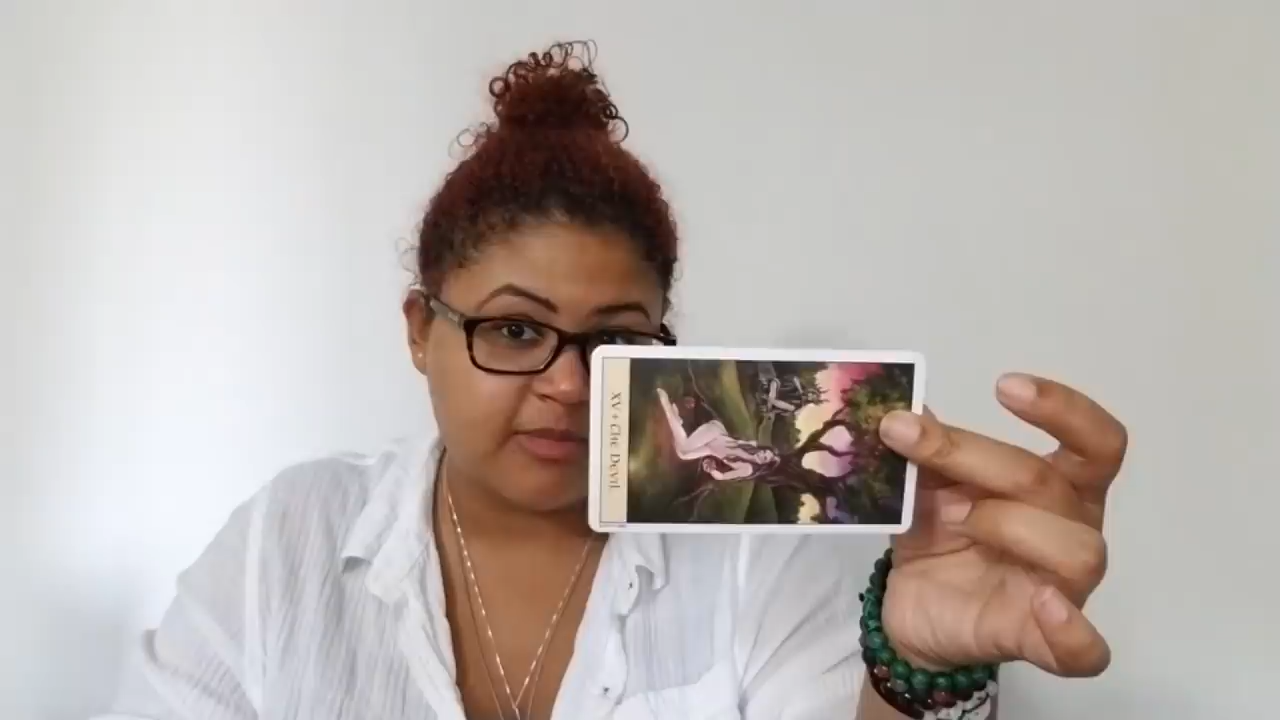 XV • The Devil